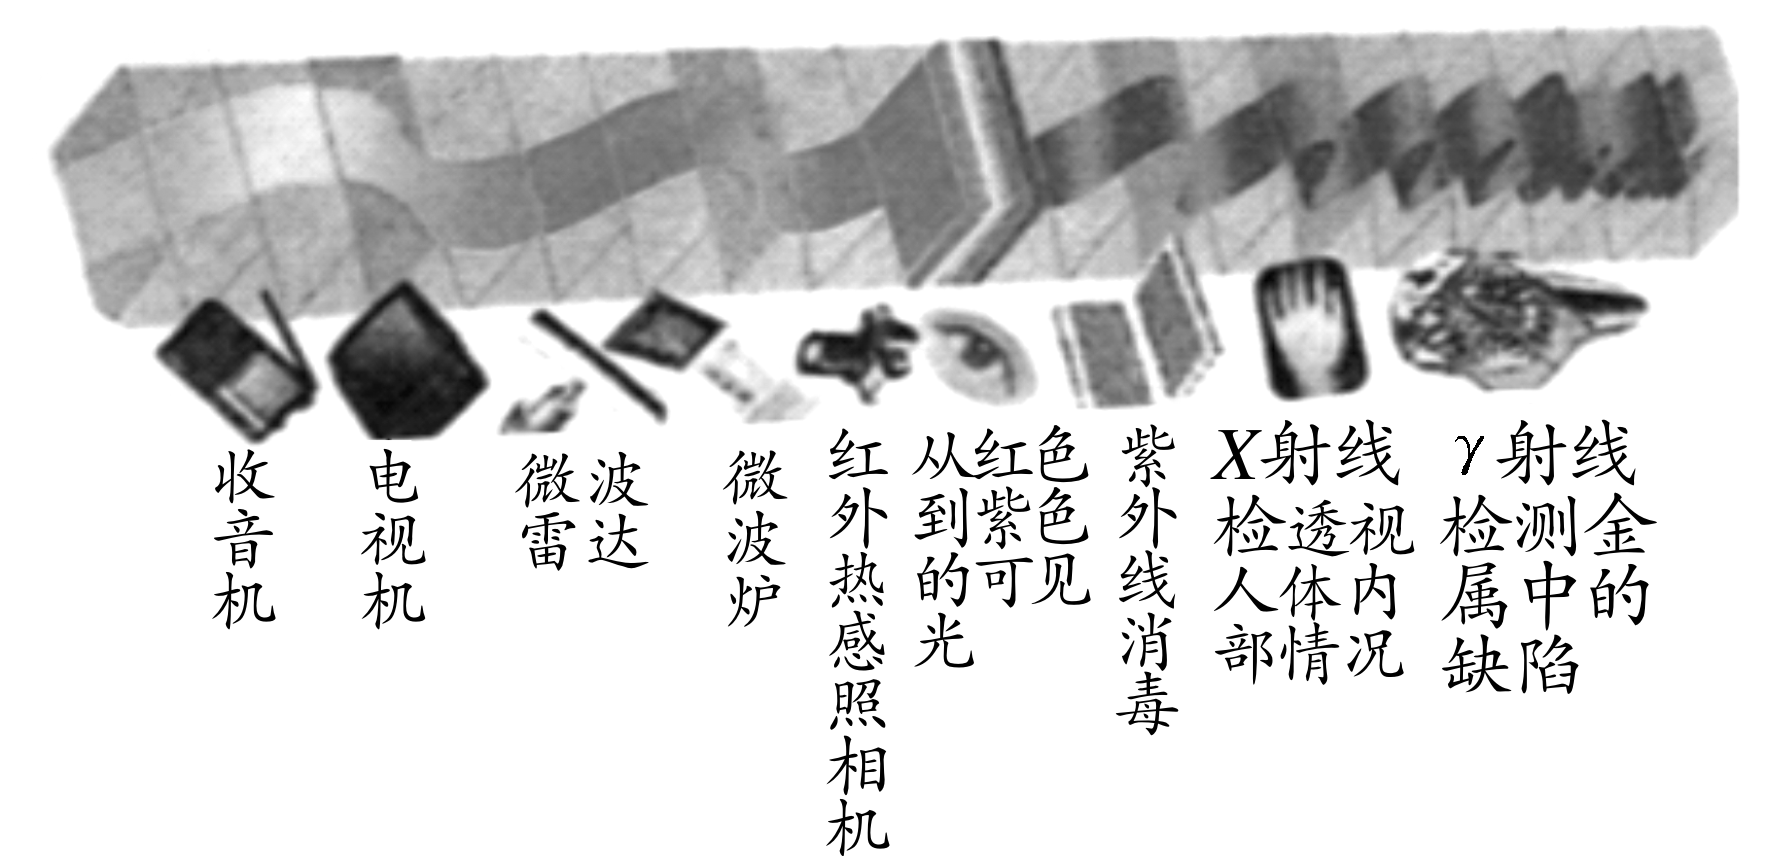 收音机
电视机
微波
雷达
微波炉
红外热感照相机
从红色
到紫色
的可见
光
紫外线消毒
X射线
检透视
人体内
部情况
γ射线
检测金
属中的
缺陷